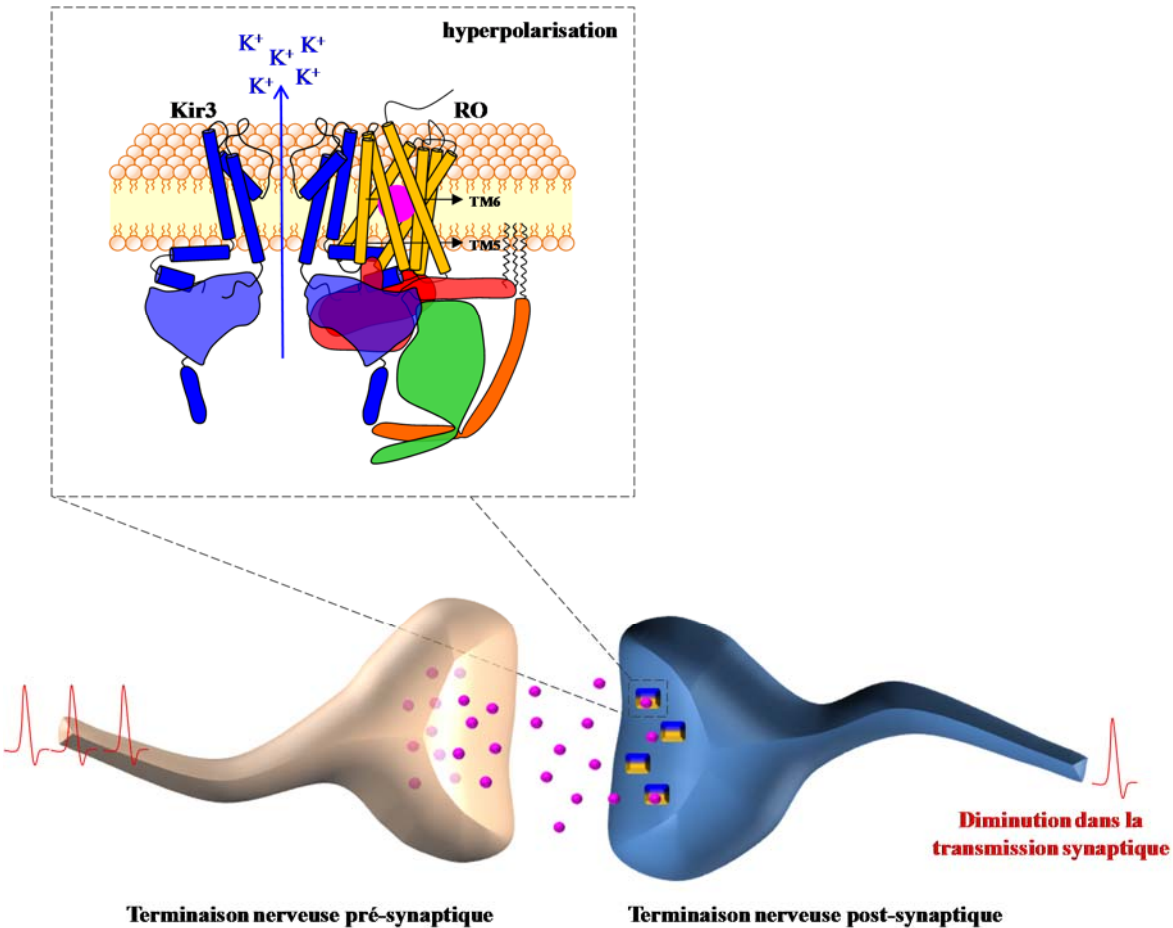 hyperpolarisation
K⁺ K⁺ K⁺
K⁺ K⁺
Kir3
RO
TM6
TM5
Diminution dans la
transmission synaptique
Terminaison nerveuse pré-synaptique
Terminaison nerveuse post-synaptique